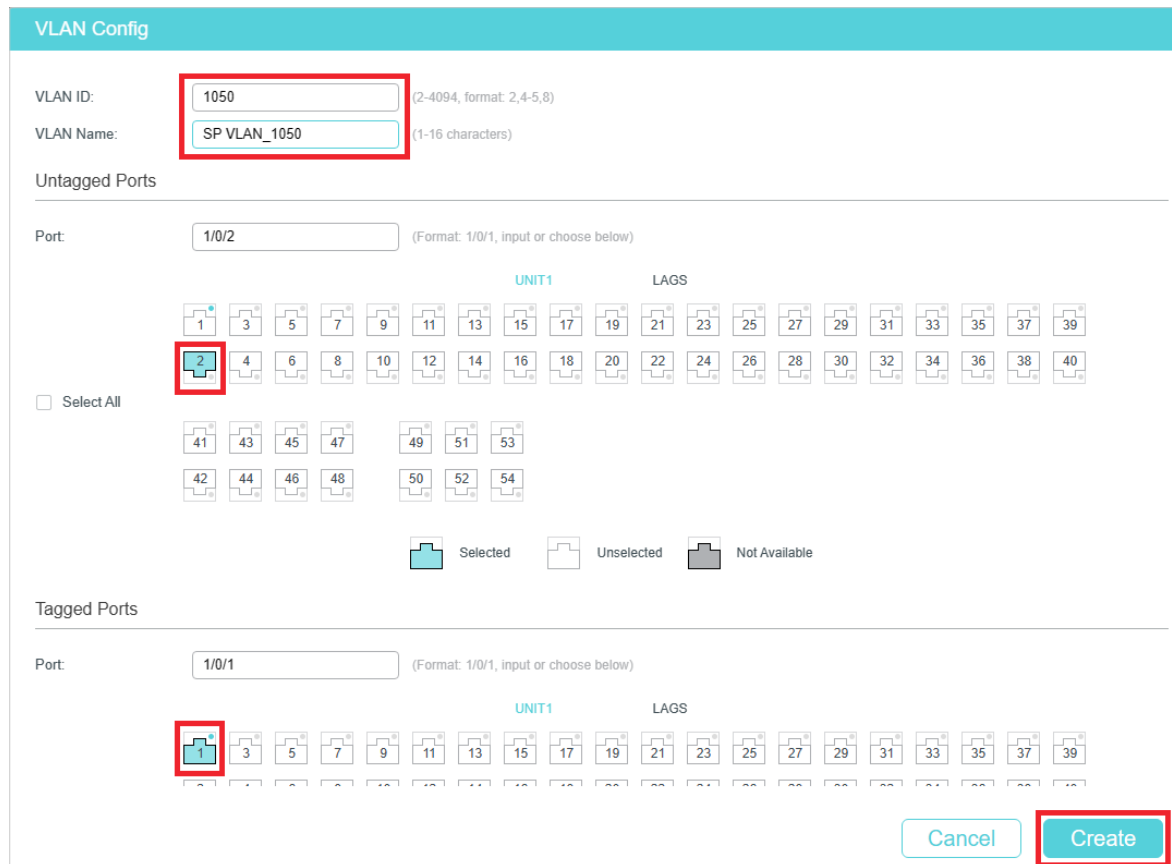 VLAN Config
VLAN ID: 1050 (2-4094, format: 2,4-5,8)
VLAN Name: SP VLAN_1050 (1-16 characters)
Untagged Ports
Port: 1/0/2 (Format: 1/0/1, input or choose below)
UNIT1 LAGS
1 3 5 7 9 11 13 15 17 19 21 23 25 27 29 31 33 35 37 39
2 4 6 8 10 12 14 16 18 20 22 24 26 28 30 32 34 36 38 40
Select All
41 43 45 47 49 51 53
42 44 46 48 50 52 54
Selected Unselected Not Available
Tagged Ports
Port: 1/0/1 (Format: 1/0/1, input or choose below)
UNIT1 LAGS
1 3 5 7 9 11 13 15 17 19 21 23 25 27 29 31 33 35 37 39
Cancel Create